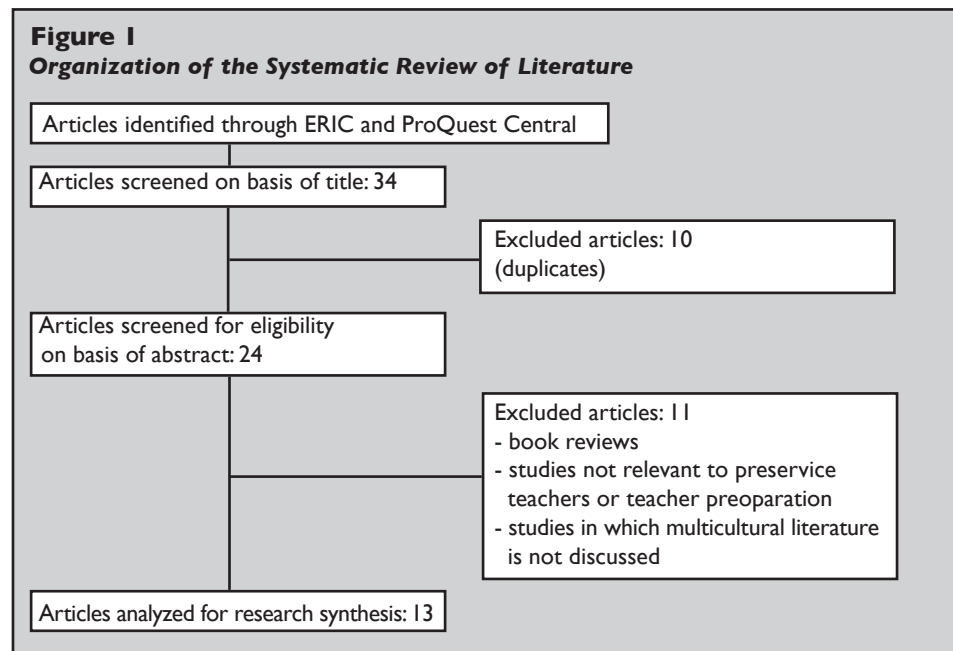 Figure 1
Organization of the Systematic Review of Literature
Articles identified through ERIC and ProQuest Central
Articles screened on basis of title: 34
Excluded articles: 10
(duplicates)
Articles screened for eligibility
on basis of abstract: 24
Excluded articles: 11
- book reviews
- studies not relevant to preservice
teachers or teacher preoparation
- studies in which multicultural literature
is not discussed
Articles analyzed for research synthesis: 13